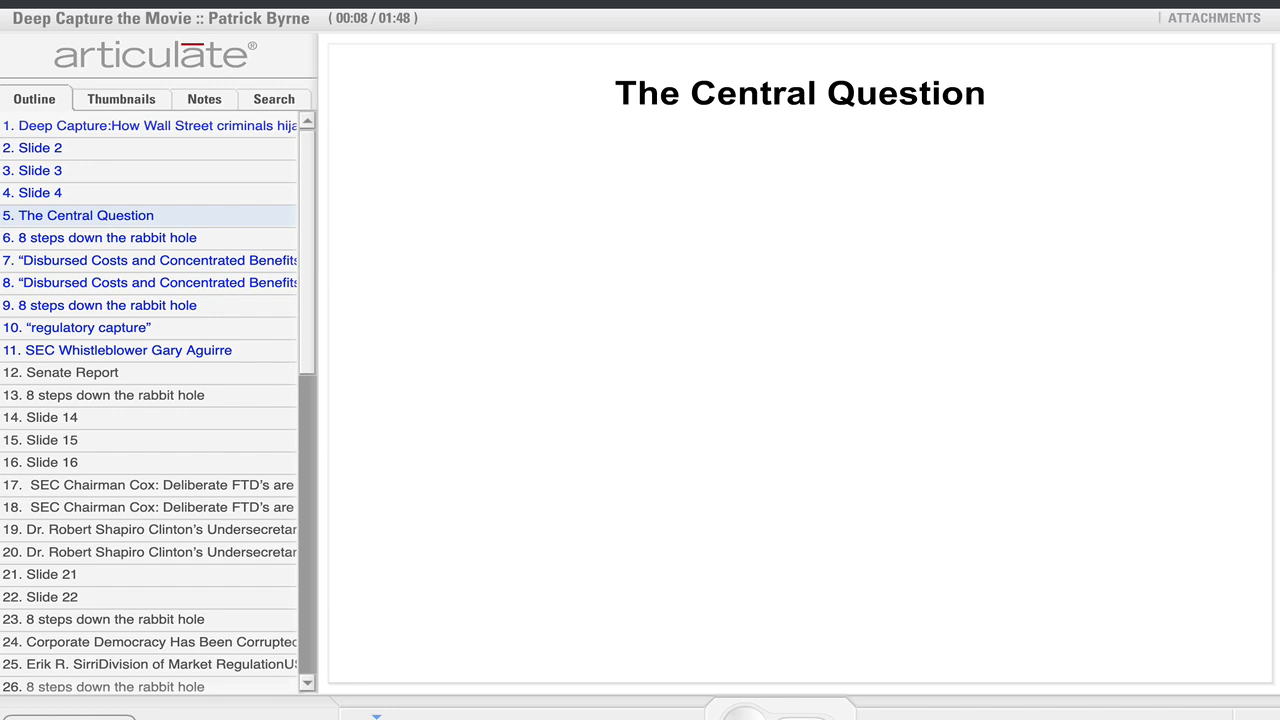 Deep Capture the Movie :: Patrick Byrne ( 00:08 / 01:48 ) ATTACHMENTS
articulate®
Outline Thumbnails Notes Search
1. Deep Capture:How Wall Street criminals hija
2. Slide 2
3. Slide 3
4. Slide 4
5. The Central Question
6. 8 steps down the rabbit hole
7. “Disbursed Costs and Concentrated Benefits
8. “Disbursed Costs and Concentrated Benefits
9. 8 steps down the rabbit hole
10. “regulatory capture”
11. SEC Whistleblower Gary Aguirre
12. Senate Report
13. 8 steps down the rabbit hole
14. Slide 14
15. Slide 15
16. Slide 16
17. SEC Chairman Cox: Deliberate FTD’s are
18. SEC Chairman Cox: Deliberate FTD’s are
19. Dr. Robert Shapiro Clinton’s Undersecretar
20. Dr. Robert Shapiro Clinton’s Undersecretar
21. Slide 21
22. Slide 22
23. 8 steps down the rabbit hole
24. Corporate Democracy Has Been Corrupted
25. Erik R. SirriDivision of Market RegulationUS
26. 8 steps down the rabbit hole
The Central Question